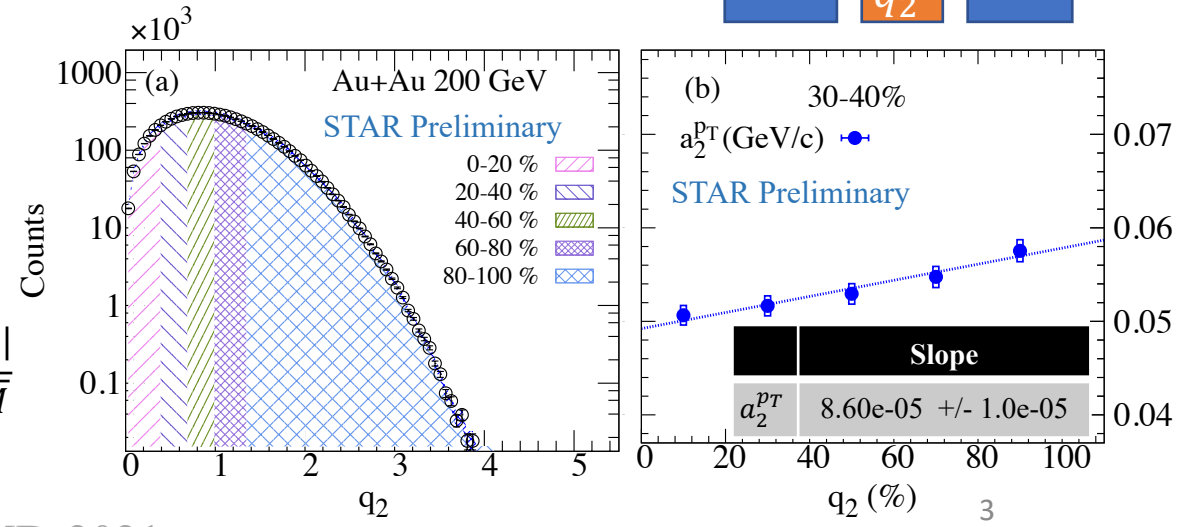 q2
×10³
1000
100
10
1
0.1
Counts
(a)
Au+Au 200 GeV
STAR Preliminary
0-20 %
20-40 %
40-60 %
60-80 %
80-100 %
0 1 2 3 4 5
q₂
(b)
30-40%
a₂^pT (GeV/c)
STAR Preliminary
0.07
0.06
0.05
0.04
Slope
a₂^pT 8.60e-05 +/- 1.0e-05
0 20 40 60 80 100
q₂ (%)
3